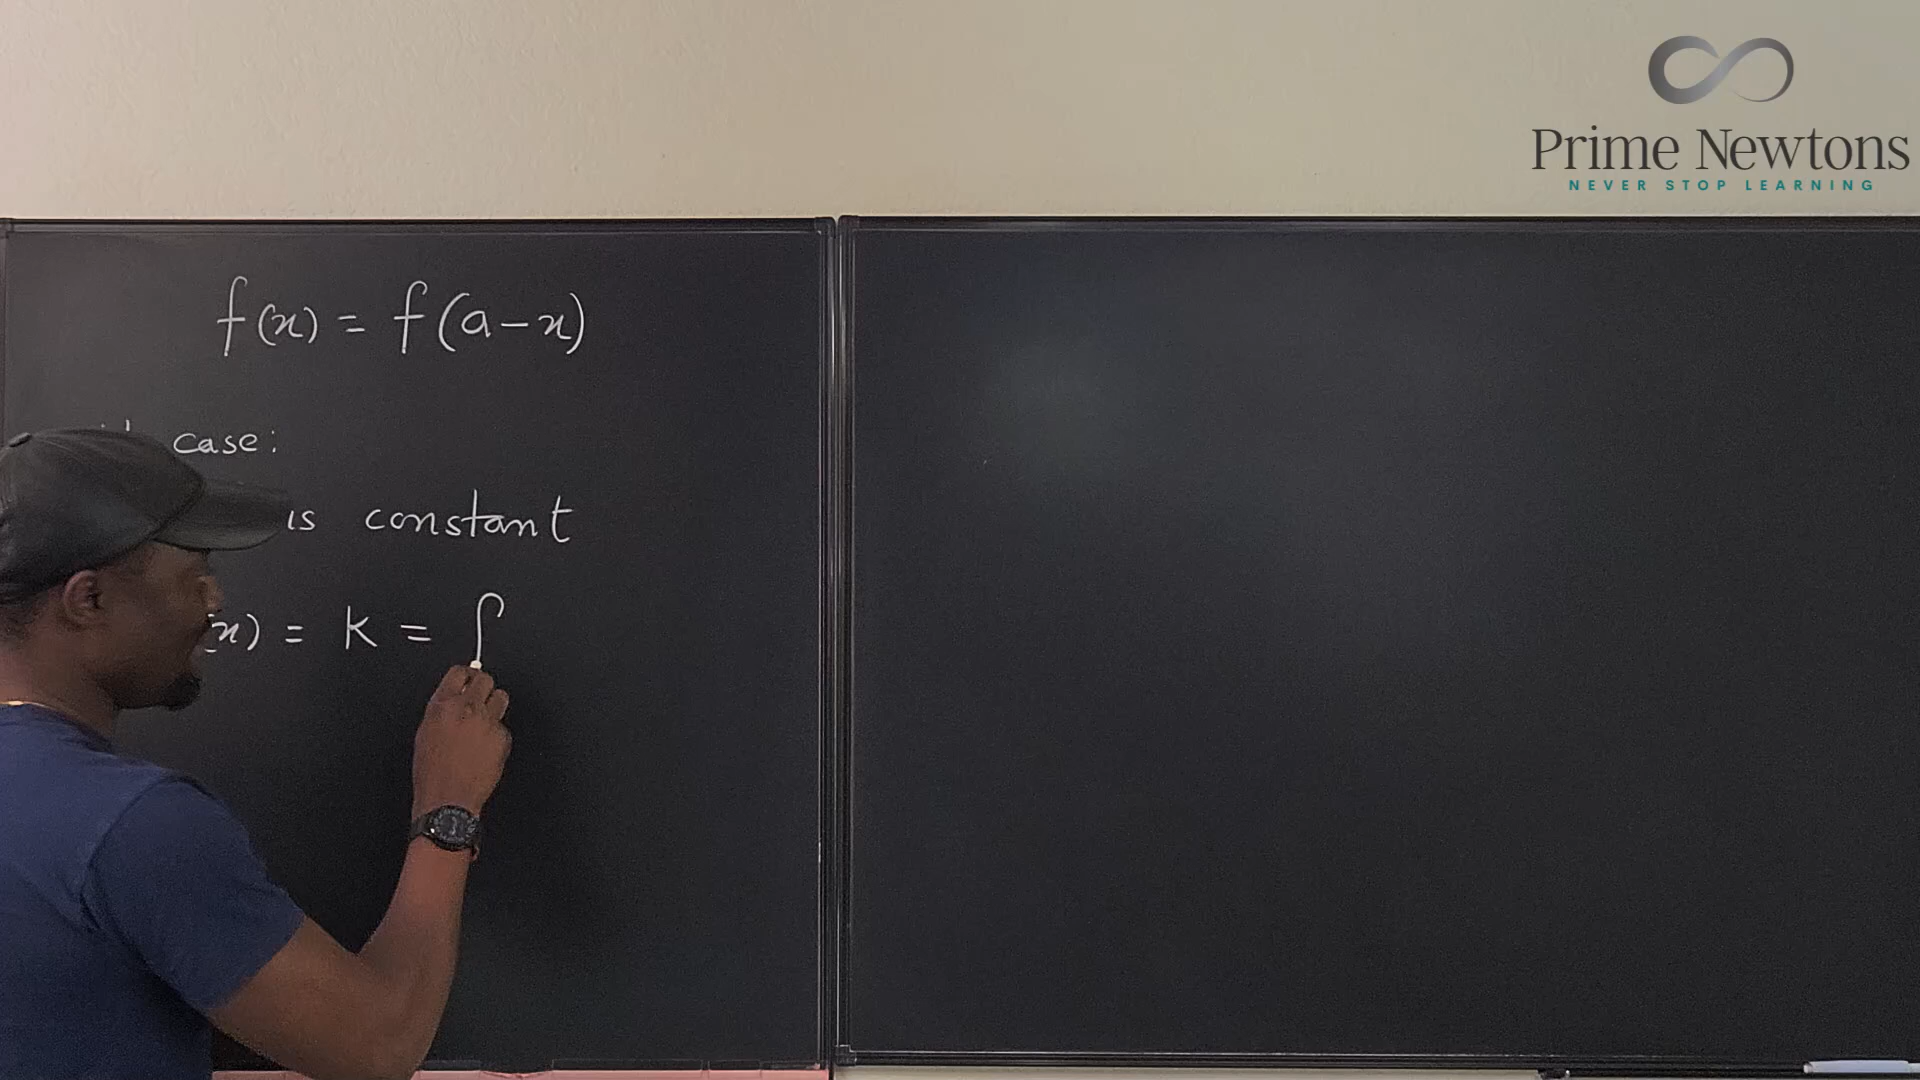 Prime Newtons
NEVER STOP LEARNING
f(x) = f(a-x)
case:
is constant
(x) = K = ∫